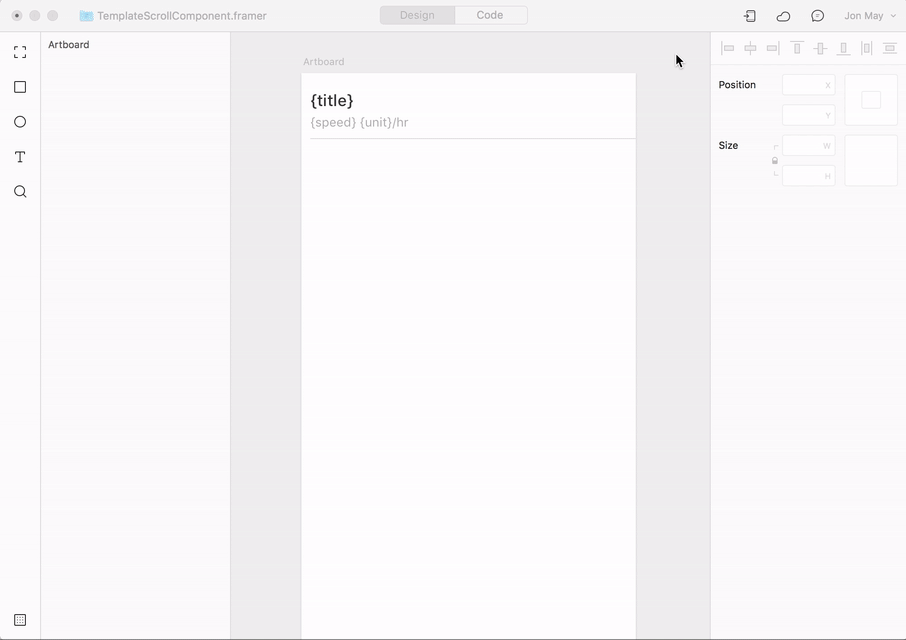 TemplateScrollComponent.framer
Design
Code
Jon May
Artboard
Artboard
{title}
{speed} {unit}/hr
Position
X
Y
Size
W
H